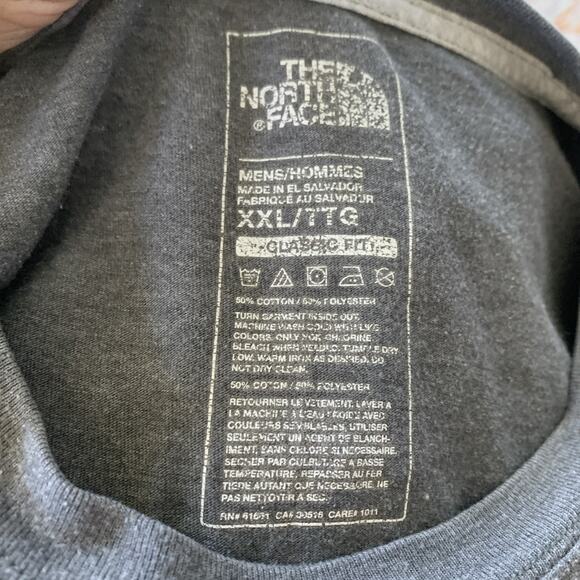 THE
NORTH
®FACE
MENS/HOMMES
MADE IN EL SALVADOR
FABRIQUE AU SALVADOR
XXL/TTG
CLASSIC FIT
50% COTTON / 50% POLYESTER
TURN GARMENT INSIDE OUT.
MACHINE WASH COLD WITH LIKE
COLORS. ONLY NON-CHLORINE
BLEACH WHEN NEEDED. TUMBLE DRY
LOW. WARM IRON AS DESIRED. DO
NOT DRY CLEAN.
50% COTON / 50% POLYESTER
RETOURNER LE VETEMENT. LAVER A
LA MACHINE A L'EAU FROIDE AVEC
COULEURS SEMBLABLES. UTILISER
SEULEMENT UN AGENT DE BLANCH-
IMENT, SANS CHLORE SI NECESSAIRE.
SECHER PAR CULBUTAGE A BASSE
TEMPERATURE. REPASSER AU FER
TIEDE AUTANT QUE NECESSAIRE. NE
PAS NETTOYER A SEC.
RN# 61661 CA# 30516 CARE# 1011